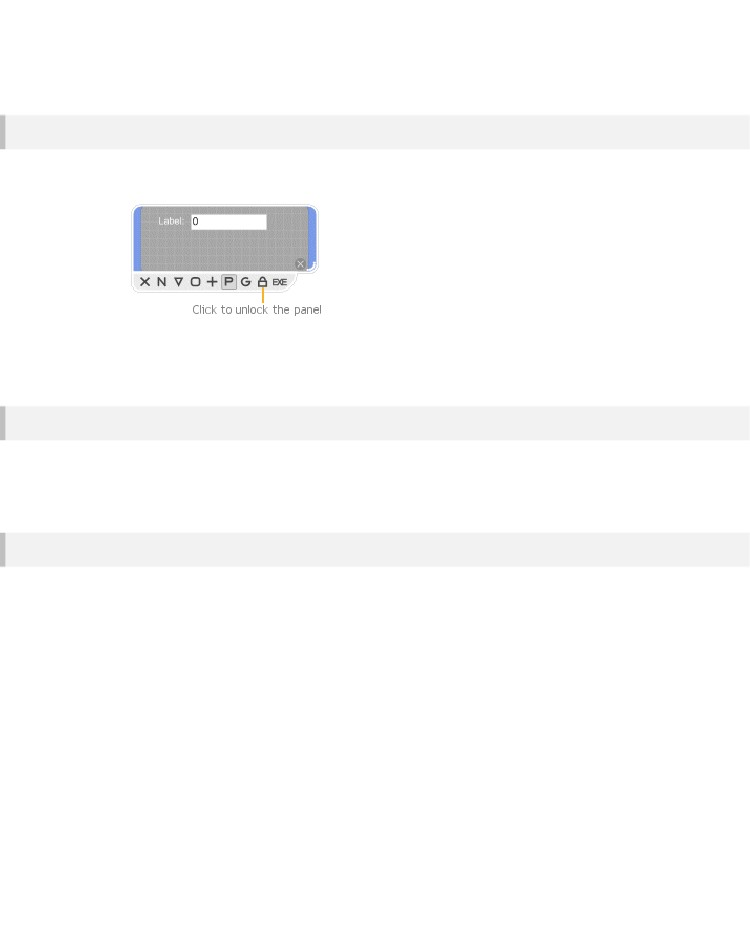 Label: 0
X N ▽ O + P G EXE
Click to unlock the panel